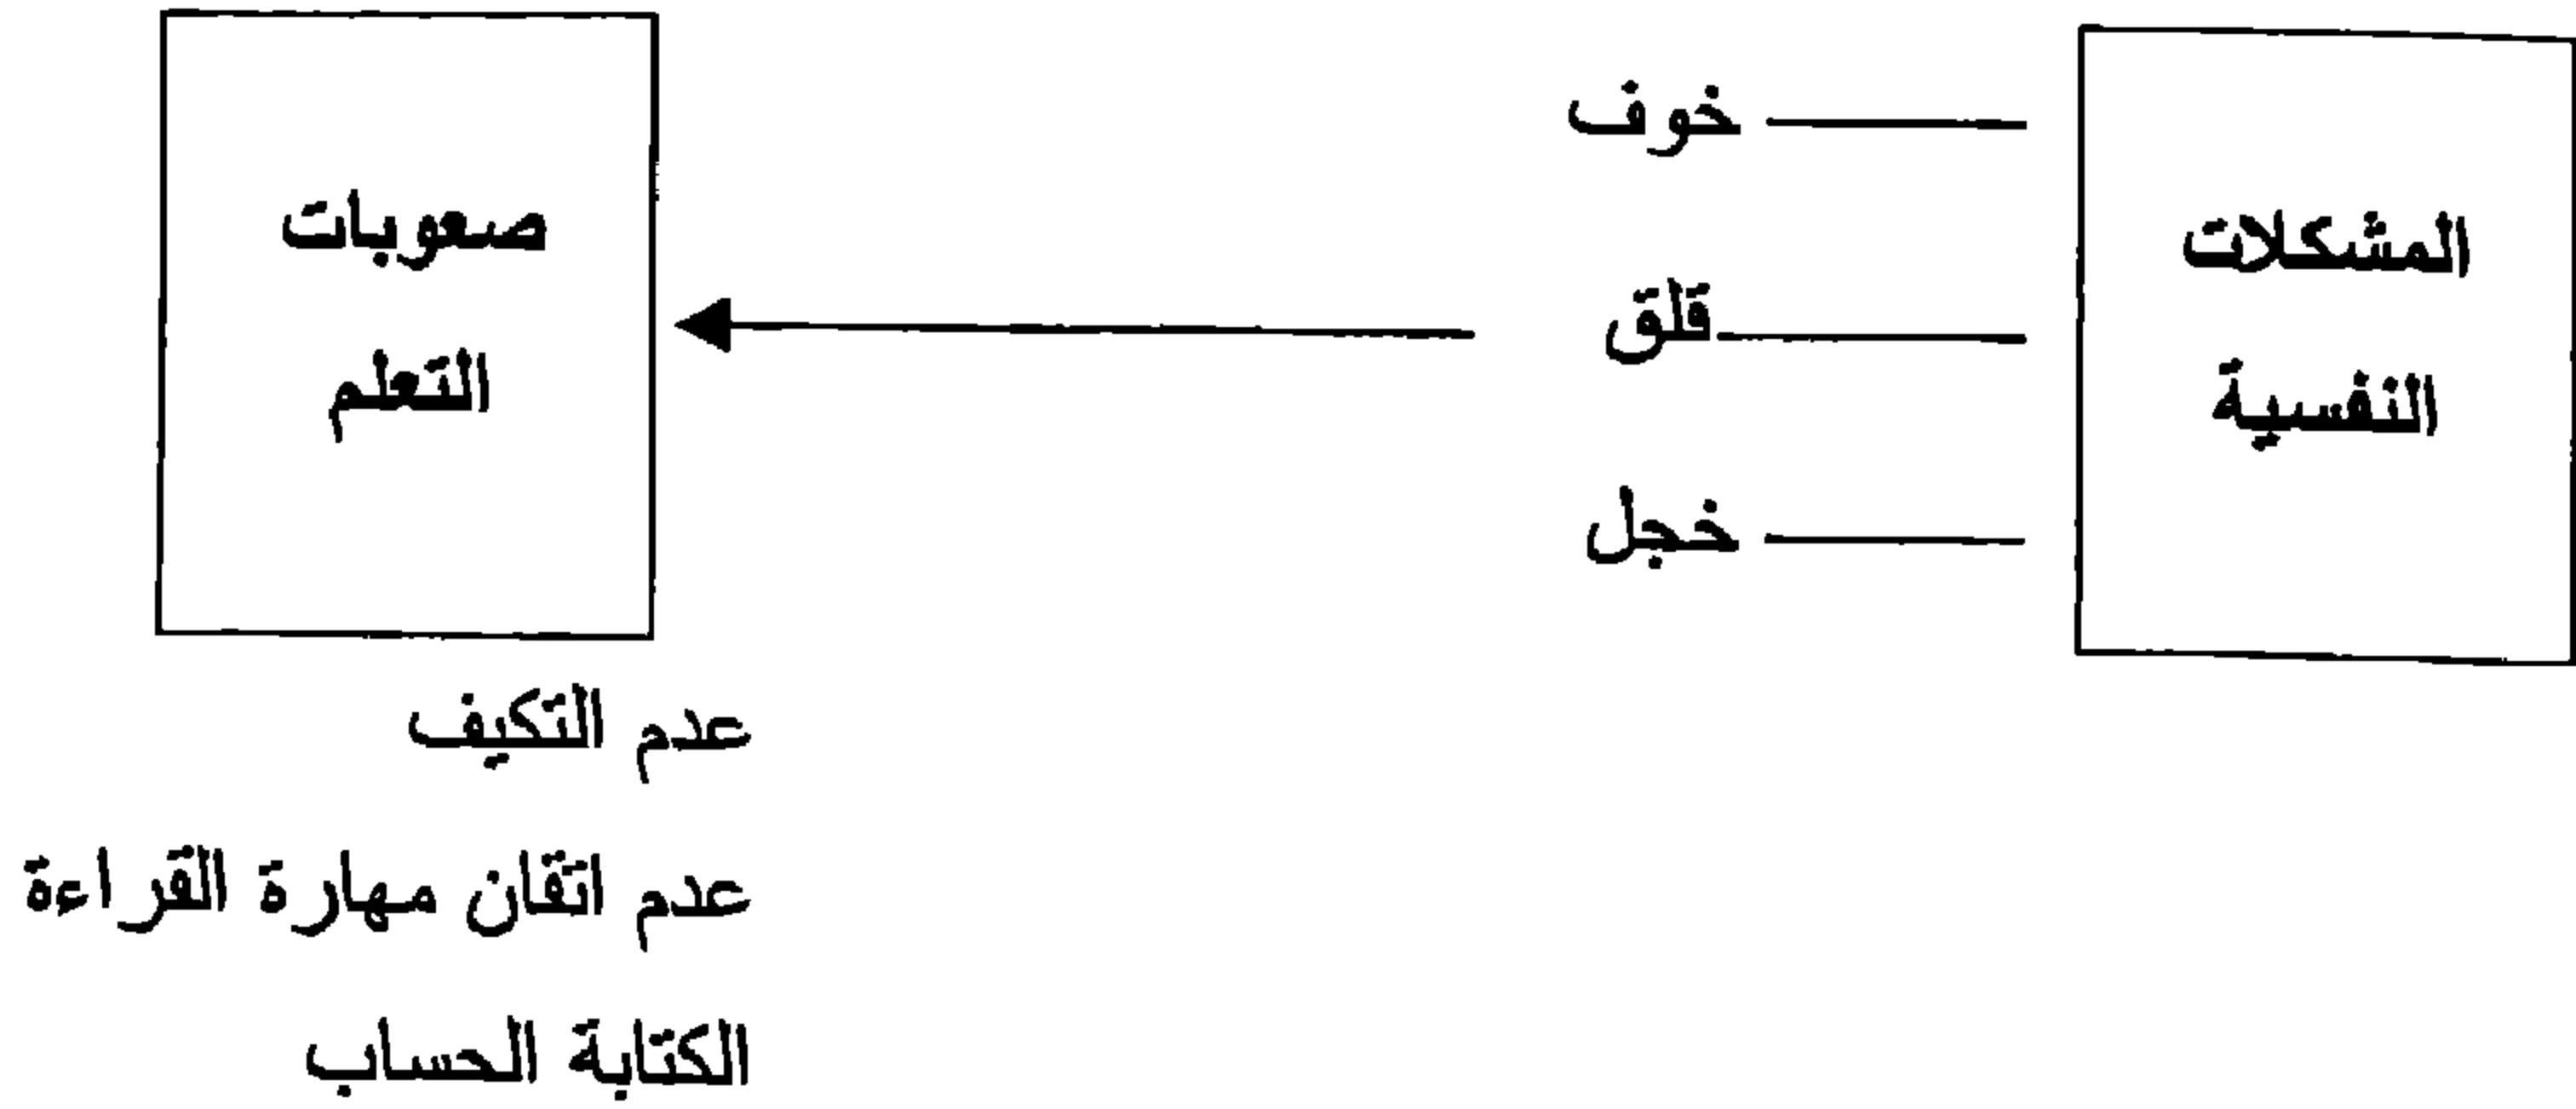 المشكلات
النفسية
خوف
قلق
خجل
صعوبات
التعلم
عدم التكيف
عدم اتقان مهارة القراءة
الكتابة الحساب